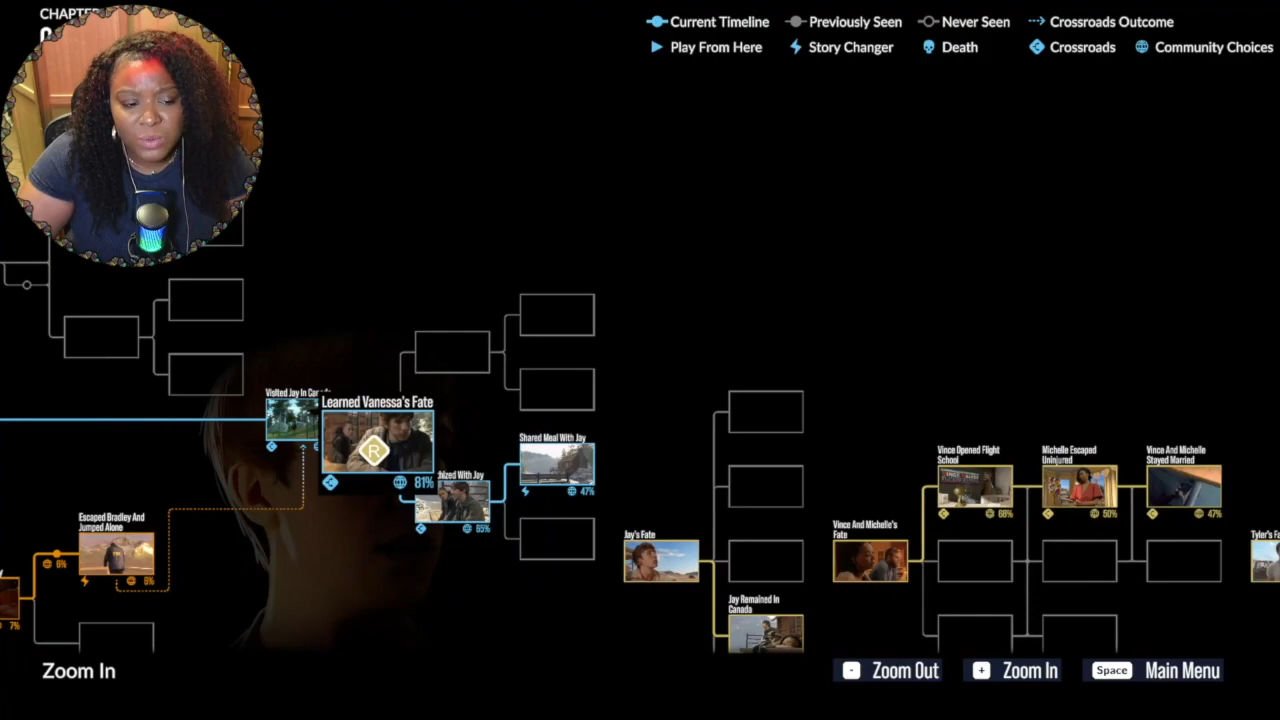 CHAPTER
Current Timeline
Previously Seen
Never Seen
Crossroads Outcome
Play From Here
Story Changer
Death
Crossroads
Community Choices
Learned Vanessa's Fate
R
81%
Shared Meal With Jay
47%
65%
Escaped Bradley And
Jumped Alone
7%
Jay's Fate
Jay Remained In
Canada
Vince And Michelle's
Fate
Vince Opened Flight
School
68%
Michelle Escaped
Uninjured
50%
Vince And Michelle
Stayed Married
47%
Zoom In
- Zoom Out
+ Zoom In
Space Main Menu